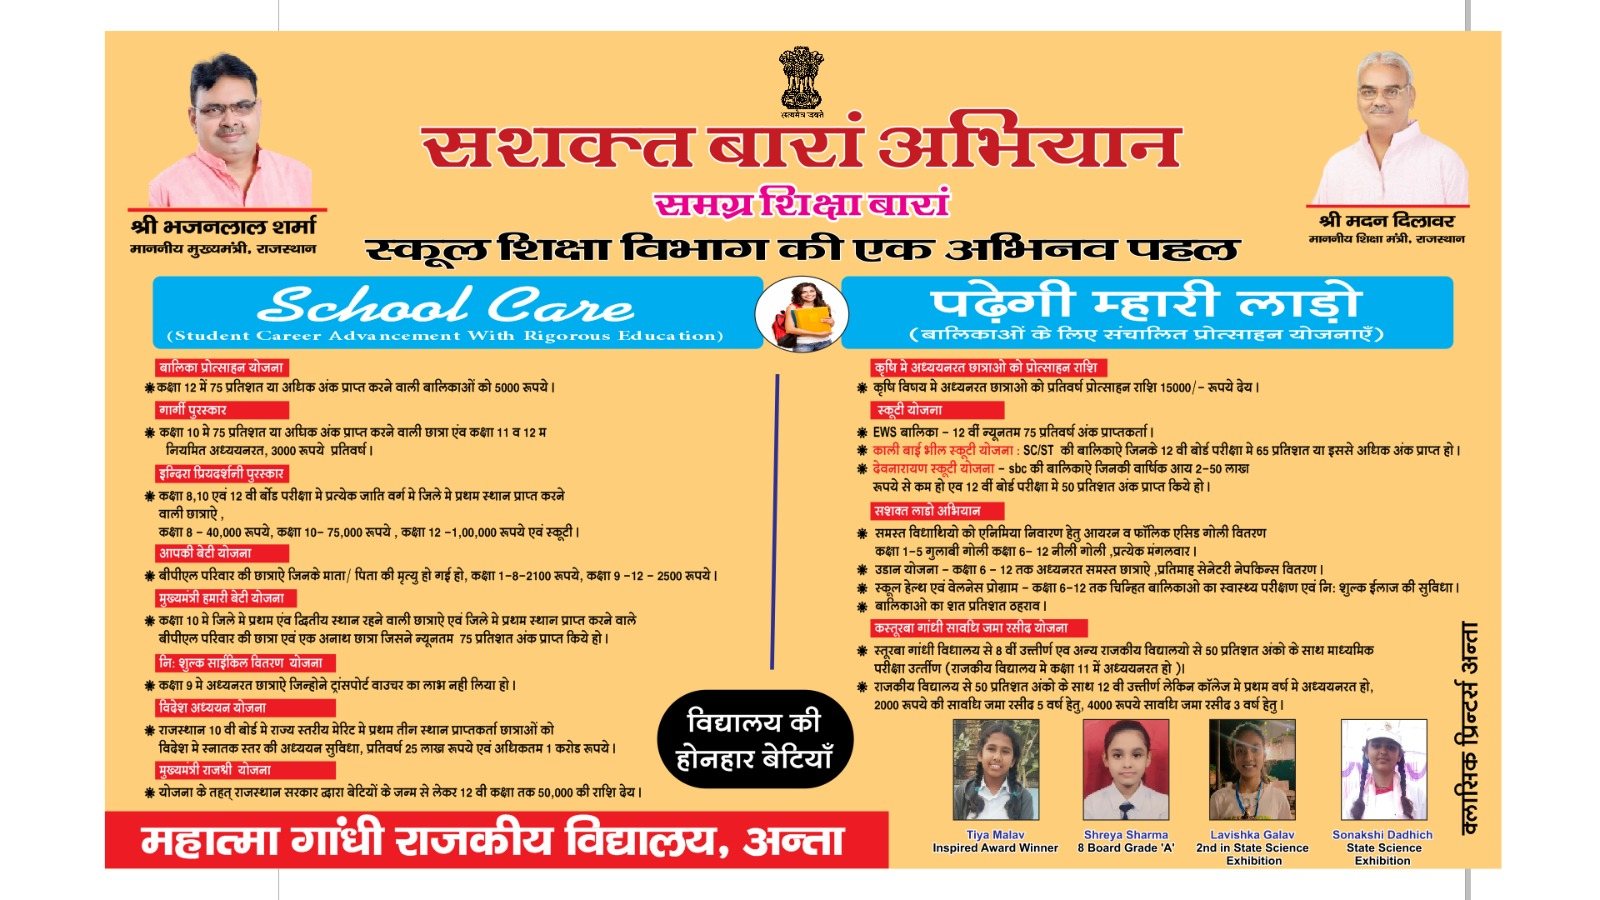 सत्यमेव जयते
सशक्त बारां अभियान
समग्र शिक्षा बारां
स्कूल शिक्षा विभाग की एक अभिनव पहल
श्री भजनलाल शर्मा
माननीय मुख्यमंत्री, राजस्थान
श्री मदन दिलावर
माननीय शिक्षा मंत्री, राजस्थान
School Care
(Student Career Advancement With Rigorous Education)
बालिका प्रोत्साहन योजना
कक्षा 12 में 75 प्रतिशत या अधिक अंक प्राप्त करने वाली बालिकाओं को 5000 रूपये ।
गार्गी पुरस्कार
कक्षा 10 मे 75 प्रतिशत या अधिक अंक प्राप्त करने वाली छात्रा एंव कक्षा 11 व 12 म
नियमित अध्ययनरत, 3000 रूपये प्रतिवर्ष ।
इन्दिरा प्रियदर्शनी पुरस्कार
कक्षा 8,10 एवं 12 वी र्बोड परीक्षा मे प्रत्येक जाति वर्ग मे जिले मे प्रथम स्थान प्राप्त करने
वाली छात्राऐ ,
कक्षा 8 – 40,000 रूपये, कक्षा 10– 75,000 रूपये , कक्षा 12 –1,00,000 रूपये एवं स्कूटी ।
आपकी बेटी योजना
बीपीएल परिवार की छात्राऐ जिनके माता/ पिता की मृत्यु हो गई हो, कक्षा 1–8–2100 रूपये, कक्षा 9 –12 – 2500 रूपये ।
मुख्यमंत्री हमारी बेटी योजना
कक्षा 10 मे जिले मे प्रथम एंव द्वितीय स्थान रहने वाली छात्राऐ एवं जिले मे प्रथम स्थान प्राप्त करने वाले
बीपीएल परिवार की छात्रा एवं एक अनाथ छात्रा जिसने न्यूनतम 75 प्रतिशत अंक प्राप्त किये हो ।
नि: शुल्क साईकिल वितरण योजना
कक्षा 9 मे अध्यनरत छात्राऐ जिन्होने ट्रांसपोर्ट वाउचर का लाभ नही लिया हो ।
विदेश अध्ययन योजना
राजस्थान 10 वी बोर्ड मे राज्य स्तरीय मेरिट मे प्रथम तीन स्थान प्राप्तकर्ता छात्राओं को
विदेश मे स्नातक स्तर की अध्ययन सुविधा, प्रतिवर्ष 25 लाख रूपये एवं अधिकतम 1 करोड रूपये ।
मुख्यमंत्री राजश्री योजना
योजना के तहत् राजस्थान सरकार द्वारा बेटियों के जन्म से लेकर 12 वी कक्षा तक 50,000 की राशि देय ।
पढ़ेगी म्हारी लाड़ो
(बालिकाओं के लिए संचालित प्रोत्साहन योजनाएँ)
कृषि मे अध्ययनरत छात्राओ को प्रोत्साहन राशि
कृषि विषय मे अध्यनरत छात्राओ को प्रतिवर्ष प्रोत्साहन राशि 15000/– रूपये देय ।
स्कूटी योजना
EWS बालिका – 12 वीं न्यूनतम 75 प्रतिवर्ष अंक प्राप्तकर्ता ।
काली बाई भील स्कूटी योजना : SC/ST की बालिकाऐ जिनके 12 वी बोर्ड परीक्षा मे 65 प्रतिशत या इससे अधिक अंक प्राप्त हो ।
देवनारायण स्कूटी योजना – sbc की बालिकाऐ जिनकी वार्षिक आय 2–50 लाख
रूपये से कम हो एव 12 वीं बोर्ड परीक्षा मे 50 प्रतिशत अंक प्राप्त किये हो ।
सशक्त लाडो अभियान
समस्त विधाथियो को एनिमिया निवारण हेतु आयरन व फॉलिक एसिड गोली वितरण
कक्षा 1–5 गुलाबी गोली कक्षा 6– 12 नीली गोली ,प्रत्येक मंगलवार ।
उडान योजना – कक्षा 6 – 12 तक अध्यनरत समस्त छात्राऐ ,प्रतिमाह सेनेटरी नेपकिन्स वितरण ।
स्कूल हेल्थ एवं वेलनेस प्रोग्राम – कक्षा 6–12 तक चिन्हित बालिकाओ का स्वास्थ्य परीक्षण एवं नि: शुल्क ईलाज की सुविधा ।
बालिकाओ का शत प्रतिशत ठहराव ।
कस्तूरबा गांधी सावधि जमा रसीद योजना
स्तूरबा गांधी विधालय से 8 वीं उत्तीर्ण एव अन्य राजकीय विद्यालयो से 50 प्रतिशत अंको के साथ माध्यमिक
परीक्षा उर्त्तीण (राजकीय विद्यालय मे कक्षा 11 में अध्ययनरत हो )।
राजकीय विद्यालय से 50 प्रतिशत अंको के साथ 12 वी उत्तीर्ण लेकिन कॉलेज मे प्रथम वर्ष मे अध्ययनरत हो,
2000 रूपये की सावधि जमा रसीद 5 वर्ष हेतु, 4000 रूपये सावधि जमा रसीद 3 वर्ष हेतु ।
विद्यालय की
होनहार बेटियाँ
Tiya Malav
Inspired Award Winner
Shreya Sharma
8 Board Grade 'A'
Lavishka Galav
2nd in State Science
Exhibition
Sonakshi Dadhich
State Science
Exhibition
महात्मा गांधी राजकीय विद्यालय, अन्ता
क्लासिक प्रिन्टर्स अन्ता